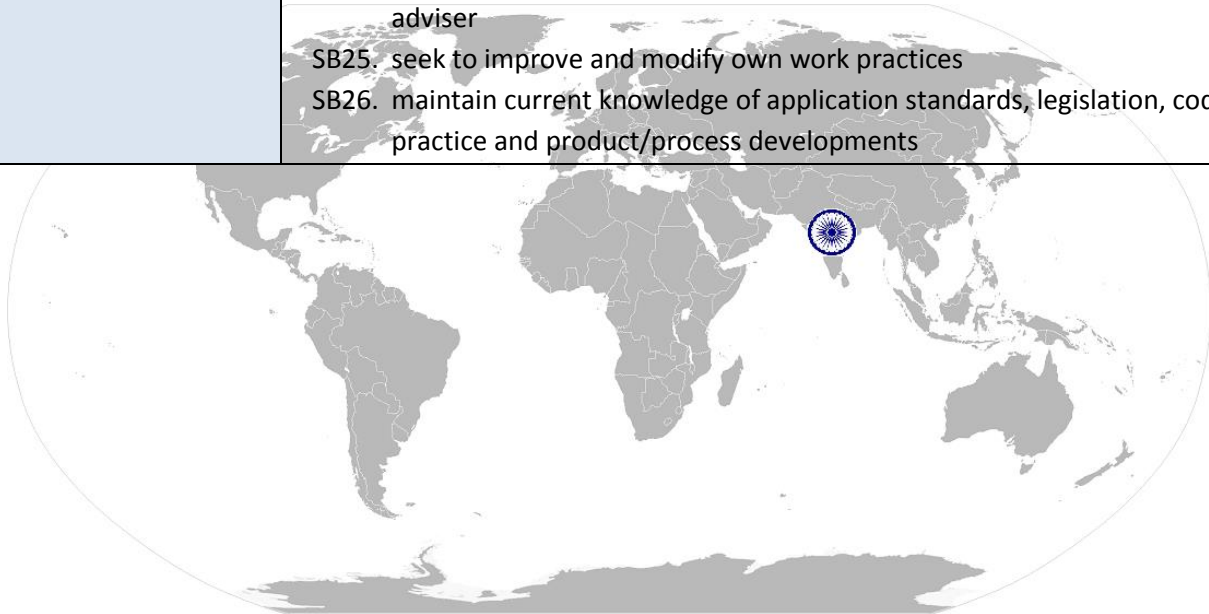 adviser
SB25. seek to improve and modify own work practices
SB26. maintain current knowledge of application standards, legislation, co
practice and product/process developments